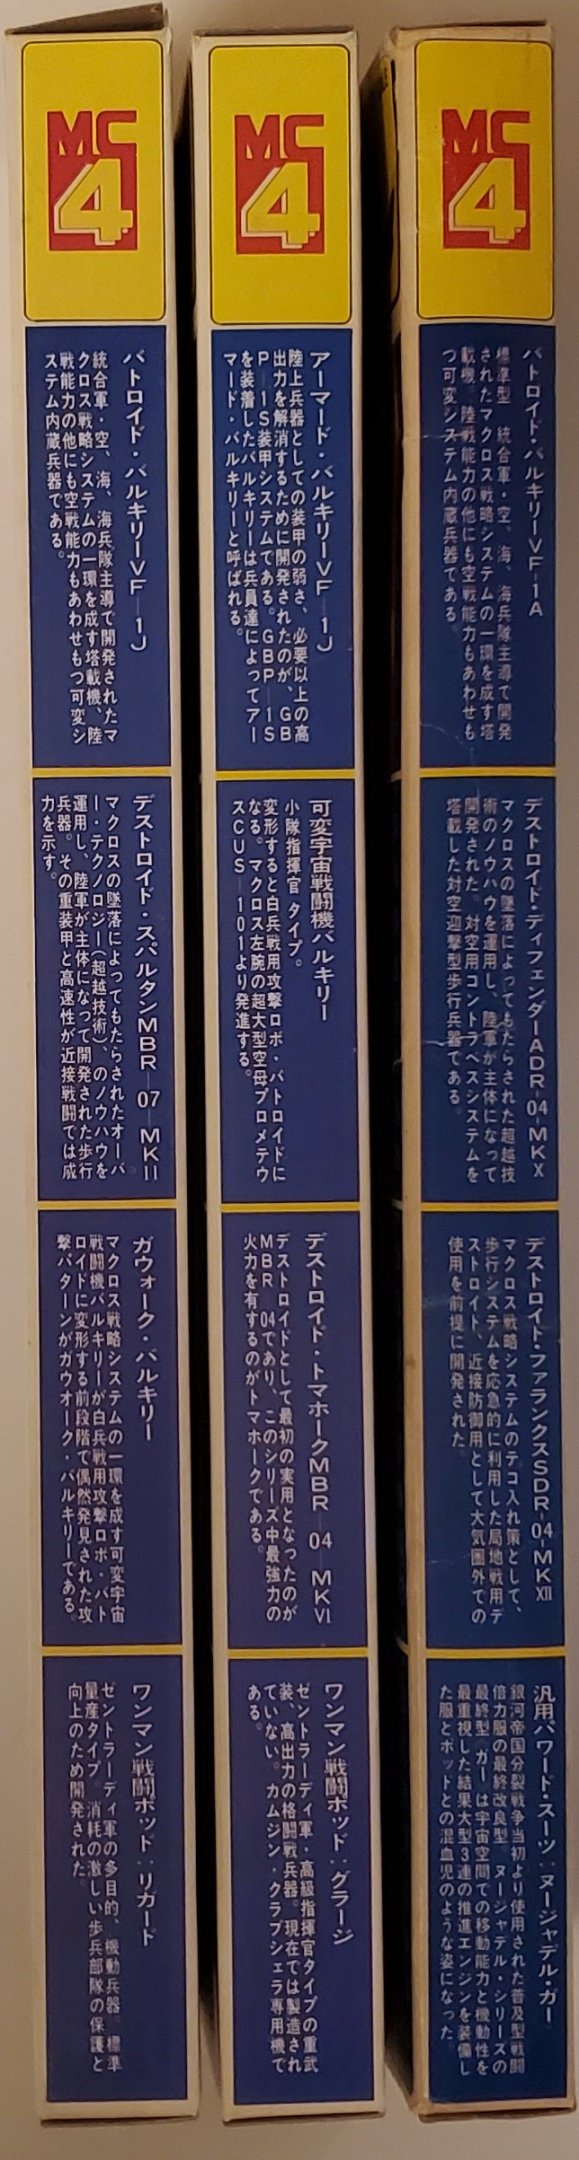 MC
4
バトロイド・バルキリーVF—1J
統合軍・空、海、海兵隊主導で開発されたマ
クロス戦略システムの一環を成す塔載機、陸
戦能力の他にも空戦能力もあわせもつ可変シ
ステム内蔵兵器である。
デストロイド・スパルタンMBR—07—MKII
マクロスの墜落によってもたらされたオーバ
ー・テクノロジー(超越技術)、のノウハウを
運用し、陸軍が主体になって開発された歩行
兵器。その重装甲と高速性が近接戦闘では威
力を示す。
ガウォーク・バルキリー
マクロス戦略システムの一環を成す可変宇宙
戦闘機バルキリーが白兵戦用攻撃ロボ・バト
ロイドに変形する前段階で偶然発見された攻
撃パターンがガウオーク・バルキリーである。
ワンマン戦闘ポッド:リガード
ゼントラーディ軍の多目的、機動兵器。標準
量産タイプ。消耗の激しい歩兵部隊の保護と
向上のため開発された。
MC
4
アーマード・バルキリーVF—1J
陸上兵器としての装甲の弱さ、必要以上の高
出力を解消するために開発されたのが、GB
P—1S装甲システムである。GBP—1S
を装着したバルキリーは兵員達によってアー
マード・バルキリーと呼ばれる。
可変宇宙戦闘機バルキリー
小隊指揮官タイプ。
変形すると白兵戦用攻撃ロボ・バトロイドに
なる。マクロス左腕の超大型空母プロメテウ
スCUS—101より発進する。
デストロイド・トマホークMBR—04—MKVI
デストロイドとして最初の実用となったのが
MBR—04であり、このシリーズ中最強力の
火力を有するのがトマホークである。
ワンマン戦闘ポッド:グラージ
ゼントラーディ軍・高級指揮官タイプの重武
装、高出力の格闘戦兵器。現在では製造され
ていない。カムジン・クラブシェラ専用機で
ある。
MC
4
バトロイド・バルキリーVF-1A
標準型 統合軍・空、海、海兵隊主導で開発
されたマクロス戦略システムの一環を成す塔
載機、陸戦能力の他にも空戦能力もあわせも
つ可変システム内蔵兵器である。
デストロイド・ディフェンダーADR-04-MKX
マクロスの墜落によってもたらされた超越技
術のノウハウを運用し、陸軍が主体になって
開発された。対空用コントラベスシステムを
塔載した対空迎撃型歩行兵器である。
デストロイト・ファランクスSDR-04-MKXII
マクロス戦略システムのテコ入れ策として、
歩行システムを応急的に利用した局地戦用デ
ストロイト、近接防御用として大気圏外での
使用を前提に開発された
汎用パワード・スーツ:ヌージャデル・ガー
銀河帝国分裂戦争当初より使用された普及型戦闘
倍力服の最終改良型。ヌージャデル・シリーズの
最終型"ガー"は宇宙空間での移動能力と機動性を
最重視した結果大型3連の推進エンジンを装備し
た服とポットとの混血児のような姿になった。